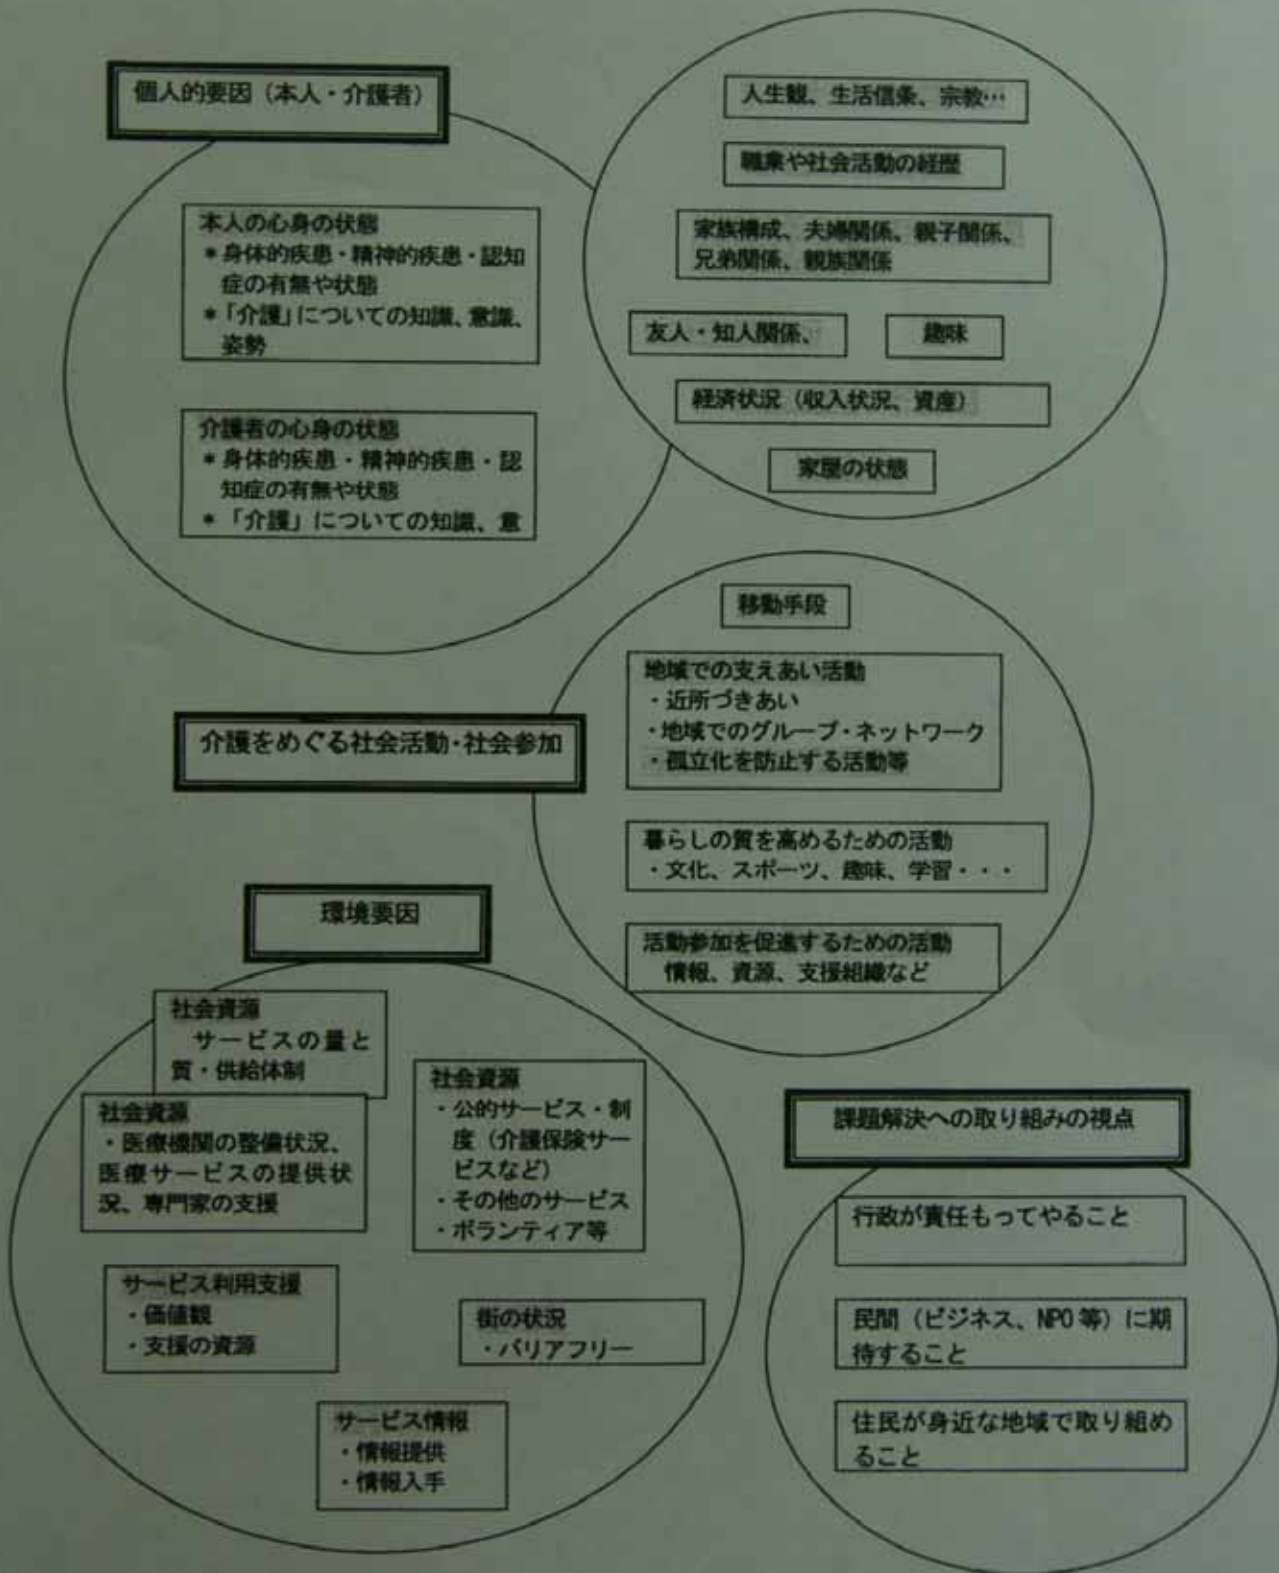 個人的要因（本人・介護者）
本人の心身の状態
＊身体的疾患・精神的疾患・認知
症の有無や状態
＊「介護」についての知識、意識、
姿勢
介護者の心身の状態
＊身体的疾患・精神的疾患・認
知症の有無や状態
＊「介護」についての知識、意
人生観、生活信条、宗教…
職業や社会活動の経歴
家族構成、夫婦関係、親子関係、
兄弟関係、親族関係
友人・知人関係、
趣味
経済状況（収入状況、資産）
家屋の状態
介護をめぐる社会活動・社会参加
移動手段
地域での支えあい活動
・近所づきあい
・地域でのグループ・ネットワーク
・孤立化を防止する活動等
暮らしの質を高めるための活動
・文化、スポーツ、趣味、学習・・・
活動参加を促進するための活動
情報、資源、支援組織など
環境要因
社会資源
サービスの量と
質・供給体制
社会資源
・医療機関の整備状況、
医療サービスの提供状
況、専門家の支援
社会資源
・公的サービス・制
度（介護保険サー
ビスなど）
・その他のサービス
・ボランティア等
サービス利用支援
・価値観
・支援の資源
街の状況
・バリアフリー
サービス情報
・情報提供
・情報入手
課題解決への取り組みの視点
行政が責任もってやること
民間（ビジネス、NPO等）に期
待すること
住民が身近な地域で取り組め
ること